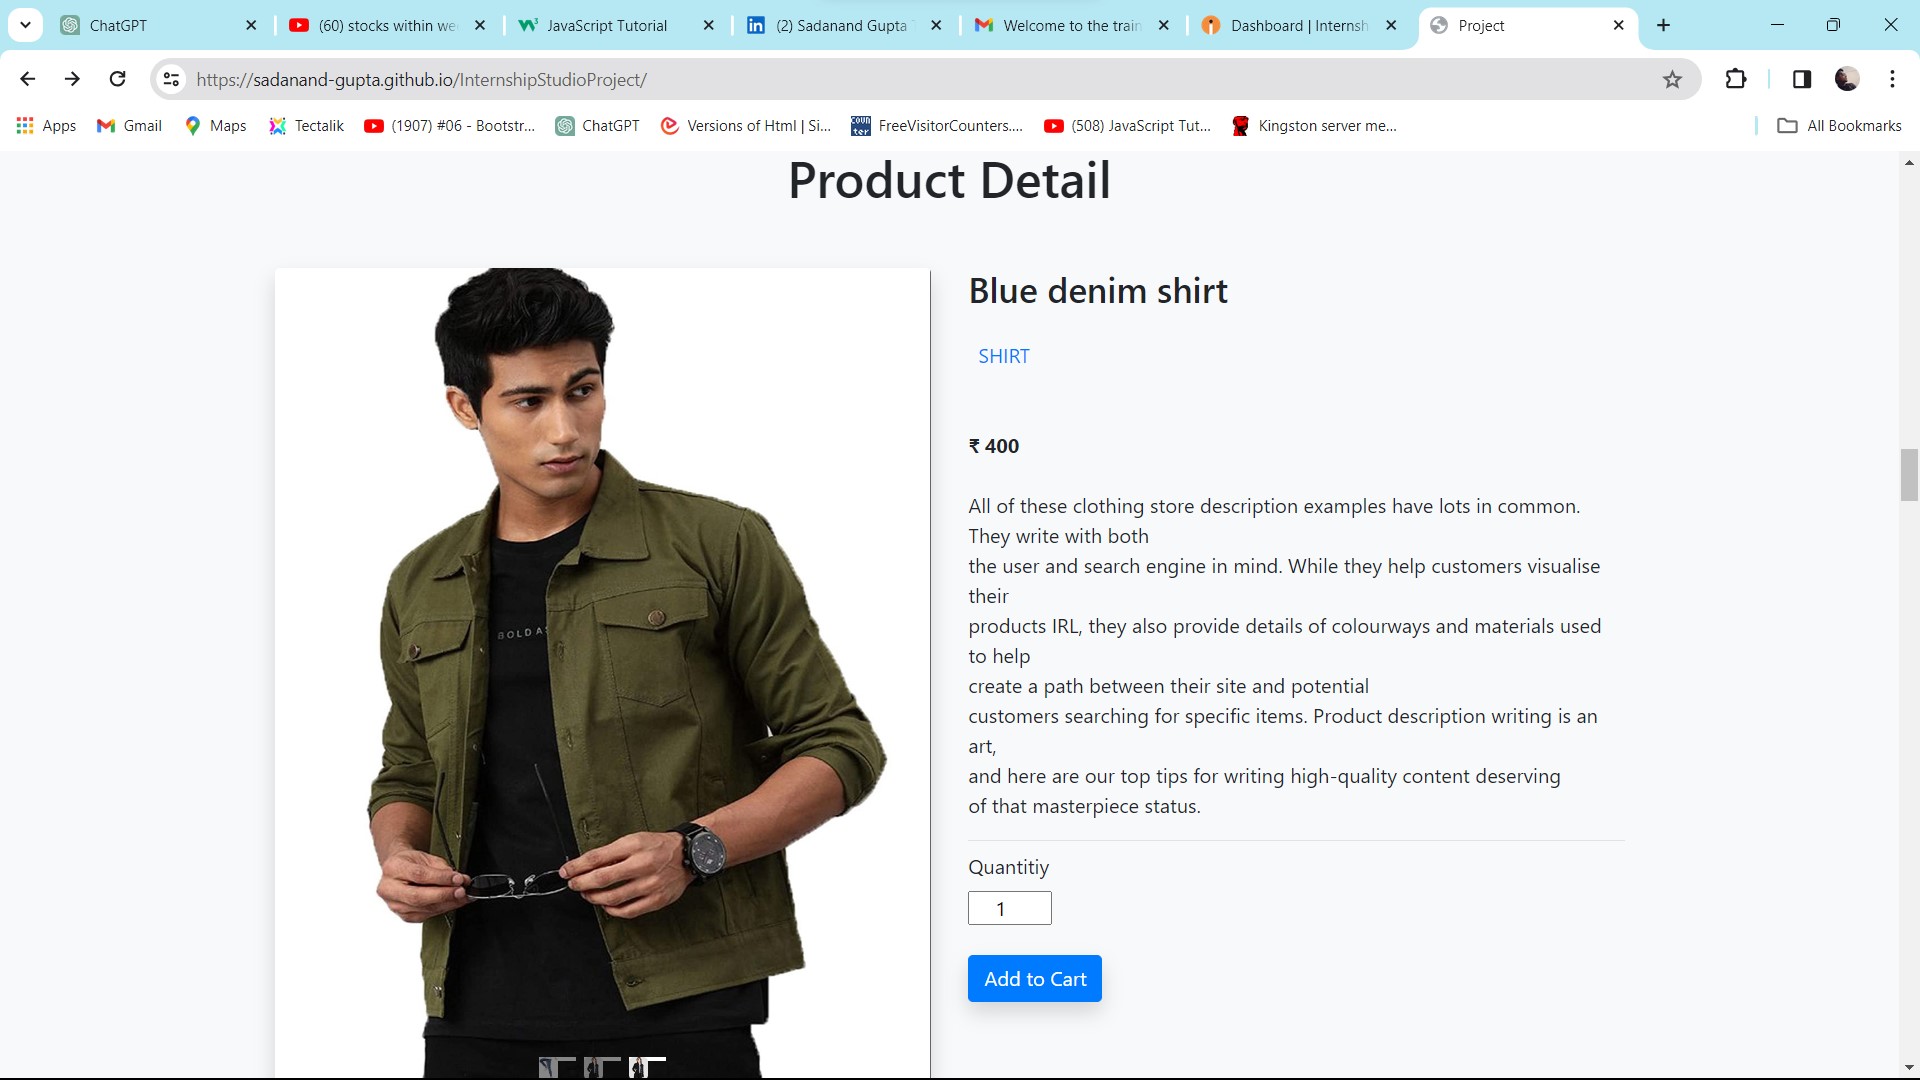 ChatGPT
(60) stocks within we
JavaScript Tutorial
(2) Sadanand Gupta
Welcome to the train
Dashboard | Internsh
Project
https://sadanand-gupta.github.io/InternshipStudioProject/
Apps
Gmail
Maps
Tectalik
(1907) #06 - Bootstr...
ChatGPT
Versions of Html | Si...
FreeVisitorCounters....
(508) JavaScript Tut...
Kingston server me...
All Bookmarks
Product Detail
Blue denim shirt
SHIRT
₹ 400
All of these clothing store description examples have lots in common.
They write with both
the user and search engine in mind. While they help customers visualise
their
products IRL, they also provide details of colourways and materials used
to help
create a path between their site and potential
customers searching for specific items. Product description writing is an
art,
and here are our top tips for writing high-quality content deserving
of that masterpiece status.
Quantitiy
1
Add to Cart